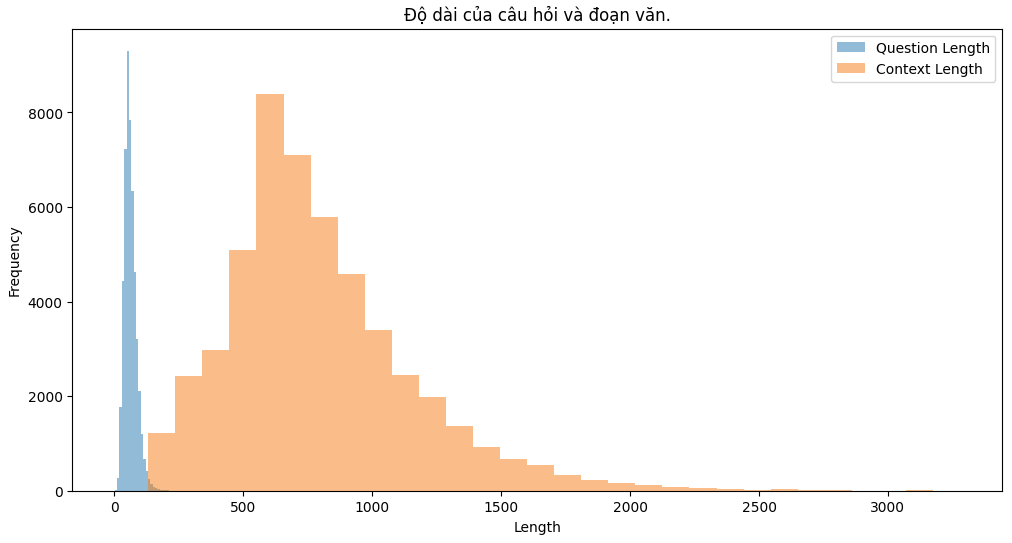 Độ dài của câu hỏi và đoạn văn.
Question Length
Context Length
Frequency
8000
6000
4000
2000
0
0 500 1000 1500 2000 2500 3000
Length